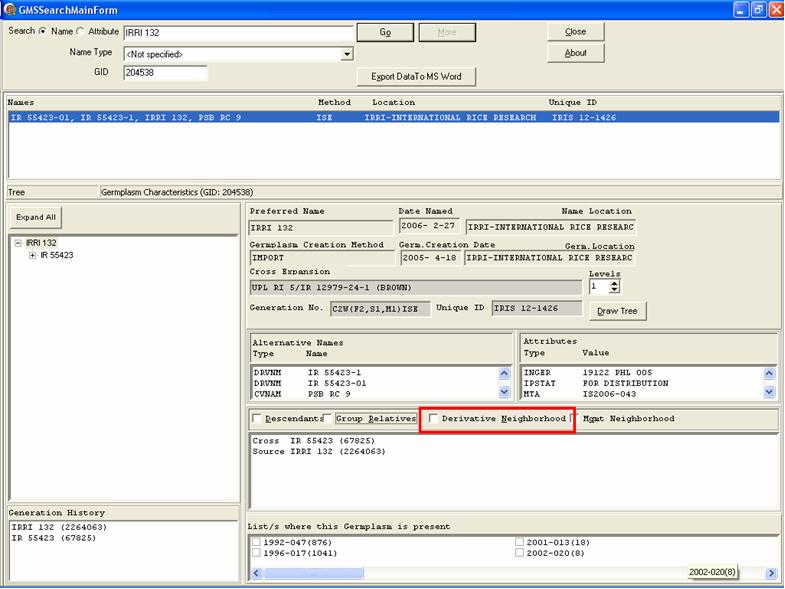 GMSSearchMainForm
Search Name Attribute IRRI 132 Go More Close
Name Type <Not specified> About
GID 204538 Export DataTo MS Word
Names Method Location Unique ID
IR 55423-01, IR 55423-1, IRRI 132, PSB RC 9 ISE IRRI-INTERNATIONAL RICE RESEARCH IRIS 12-1426
Tree Germplasm Characteristics (GID: 204538)
Expand All
IRRI 132
IR 55423
Preferred Name Date Named Name Location
IRRI 132 2006- 2-27 IRRI-INTERNATIONAL RICE RESEARC
Germplasm Creation Method Germ.Creation Date Germ.Location
IMPORT 2005- 4-18 IRRI-INTERNATIONAL RICE RESEARC
Cross Expansion Levels
UPL RI 5/IR 12979-24-1 (BROWN) 1
Generation No. C2W(F2,S1,M1)ISE Unique ID IRIS 12-1426 Draw Tree
Alternative Names
Type Name
DRVNM IR 55423-1
DRVNM IR 55423-01
CVNAM PSB RC 9
Attributes
Type Value
INGER 19122 PHL 005
IPSTAT FOR DISTRIBUTION
MTA IS2006-043
Descendants Group Relatives Derivative Neighborhood Mgmt Neighborhood
Cross IR 55423 (67825)
Source IRRI 132 (2264063)
Generation History
IRRI 132 (2264063)
IR 55423 (67825)
List/s where this Germplasm is present
1992-047(876) 2001-013(18)
1996-017(1041) 2002-020(8)
2002-020(8)